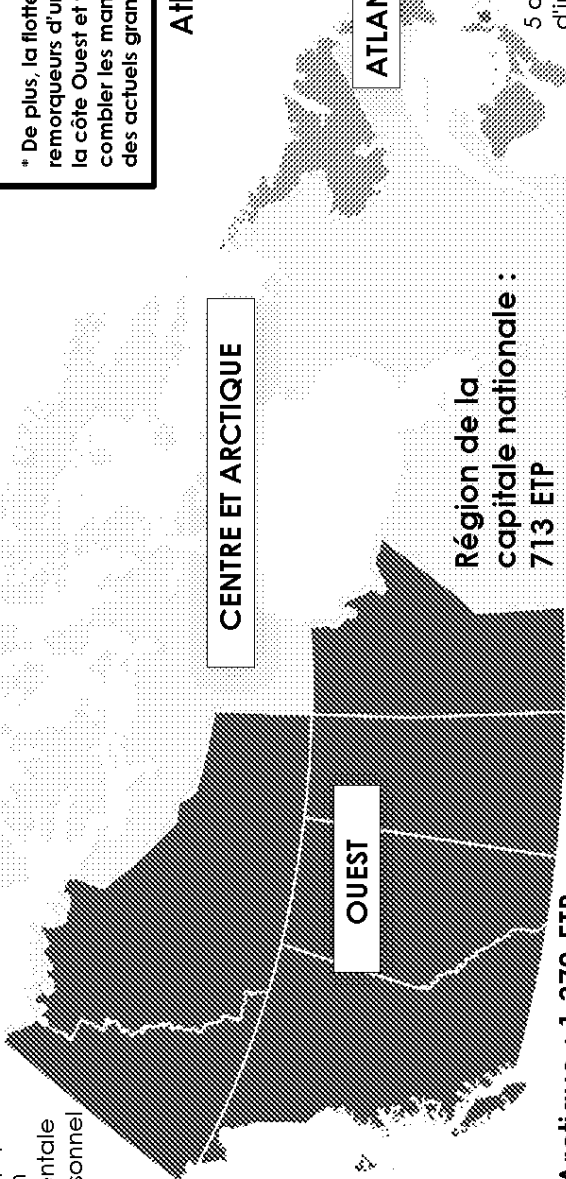 * De plus, la flotte
remorqueurs d'u
la côte Ouest et
combler les man
des actuels gran
entale
sonnel
CENTRE ET ARCTIQUE
ATLAN
OUEST
Région de la
capitale nationale :
713 ETP